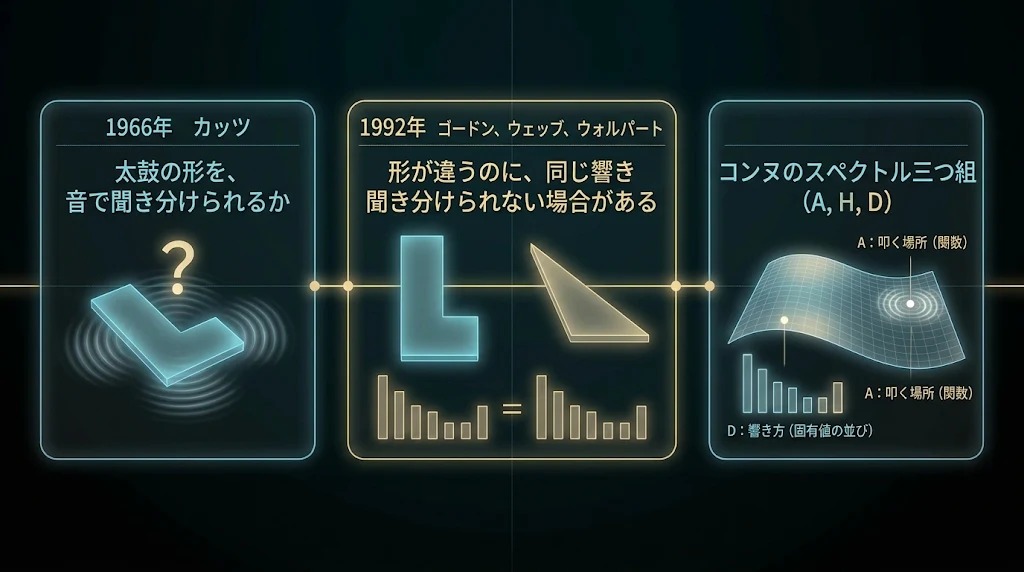 1966年 カッツ
太鼓の形を、
音で聞き分けられるか
?
1992年 ゴードン、ウェッブ、ウォルパート
形が違うのに、同じ響き
聞き分けられない場合がある
=
コンヌのスペクトル三つ組
(A, H, D)
A：叩く場所（関数）
A：叩く場所（関数）
D：響き方（固有値の並び）